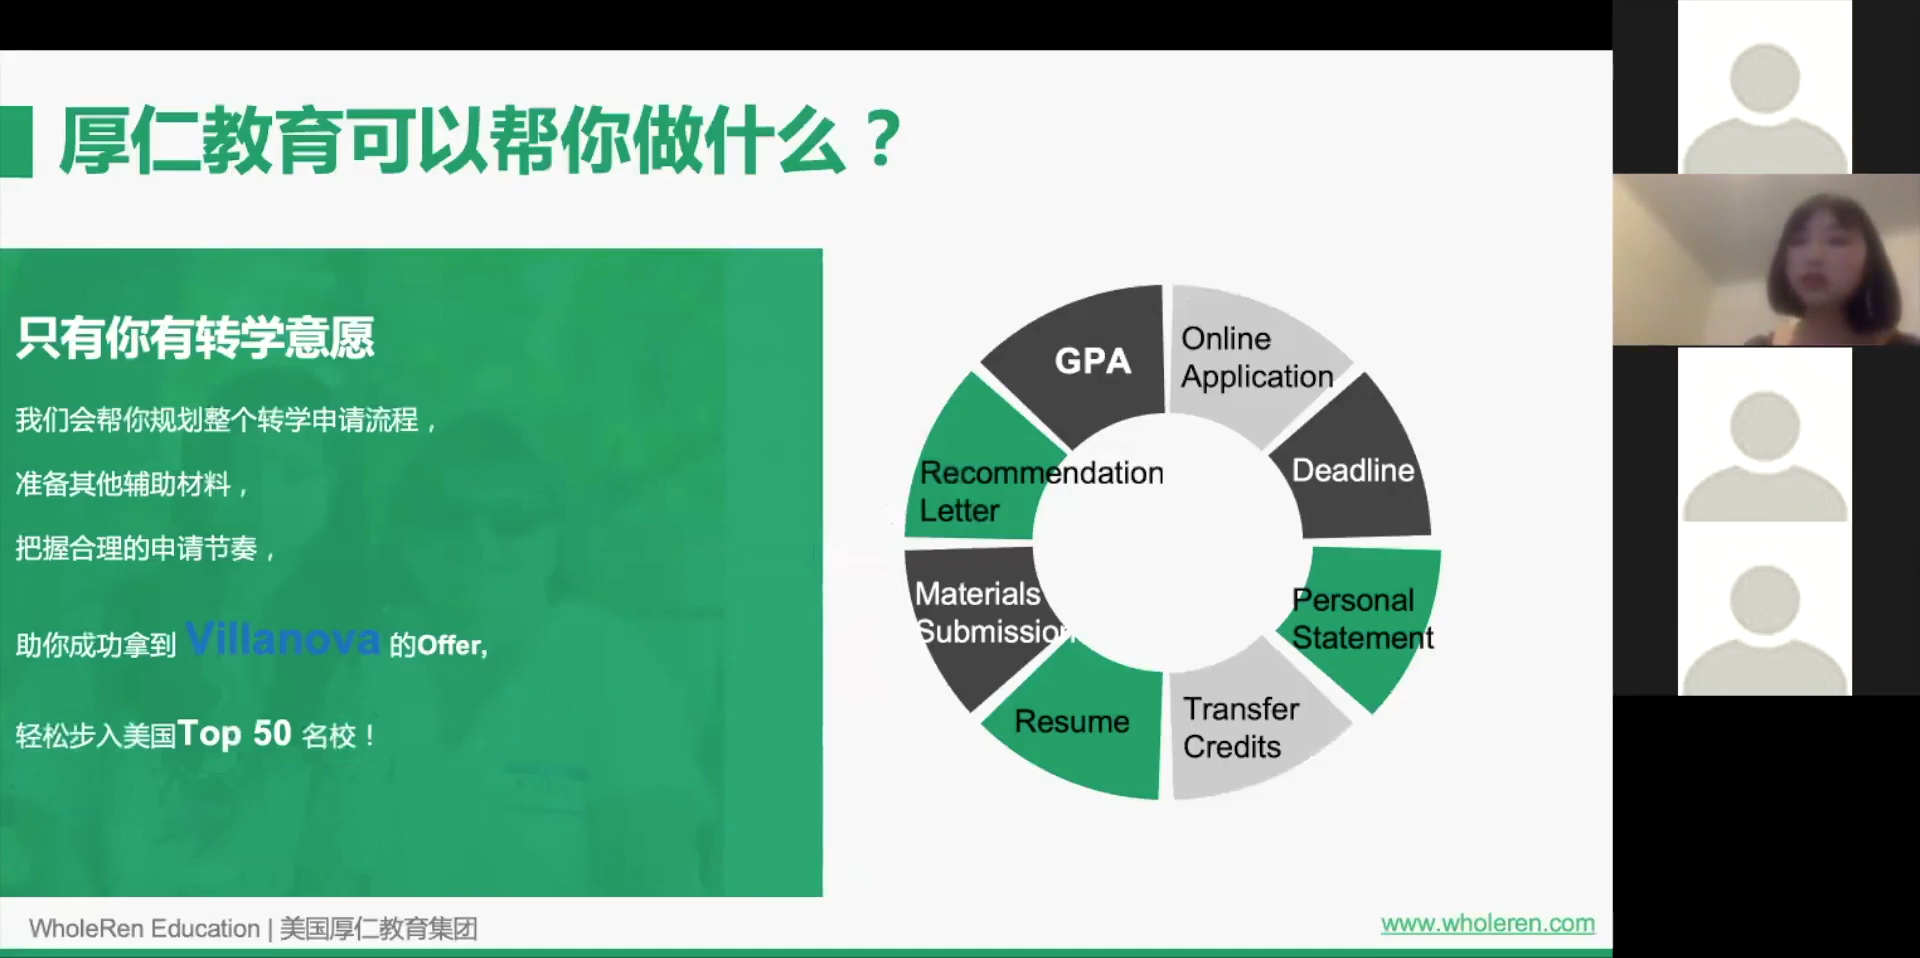 厚仁教育可以帮你做什么？
只有你有转学意愿
我们会帮你规划整个转学申请流程，
准备其他辅助材料，
把握合理的申请节奏，
助你成功拿到 Villanova 的Offer,
轻松步入美国Top 50 名校！
GPA
Online
Application
Deadline
Personal
Statement
Transfer
Credits
Resume
Materials
Submission
Recommendation
Letter
WholeRen Education | 美国厚仁教育集团
www.wholeren.com